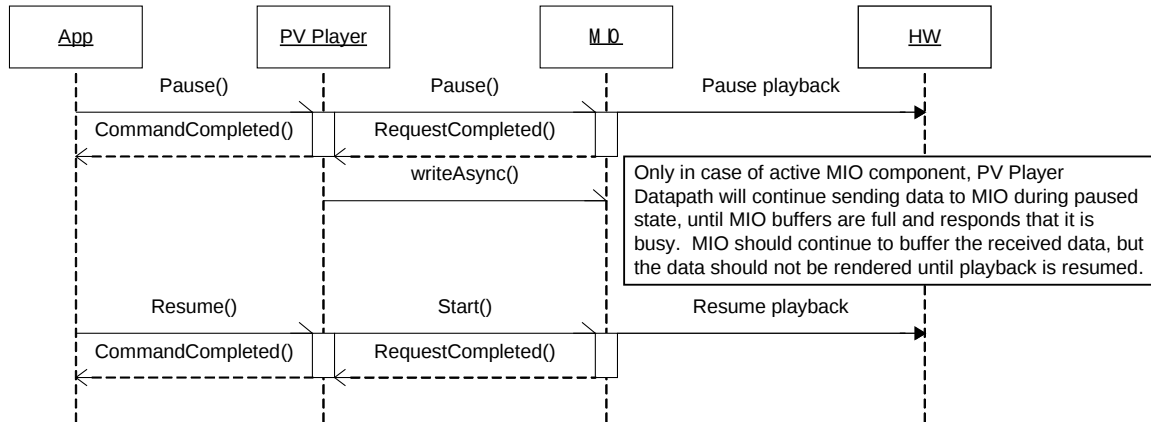 App
PV Player
MIO
HW
Pause()
Pause()
Pause playback
CommandCompleted()
RequestCompleted()
writeAsync()
Only in case of active MIO component, PV Player
Datapath will continue sending data to MIO during paused
state, until MIO buffers are full and responds that it is
busy.  MIO should continue to buffer the received data, but
the data should not be rendered until playback is resumed.
Resume()
Start()
Resume playback
CommandCompleted()
RequestCompleted()